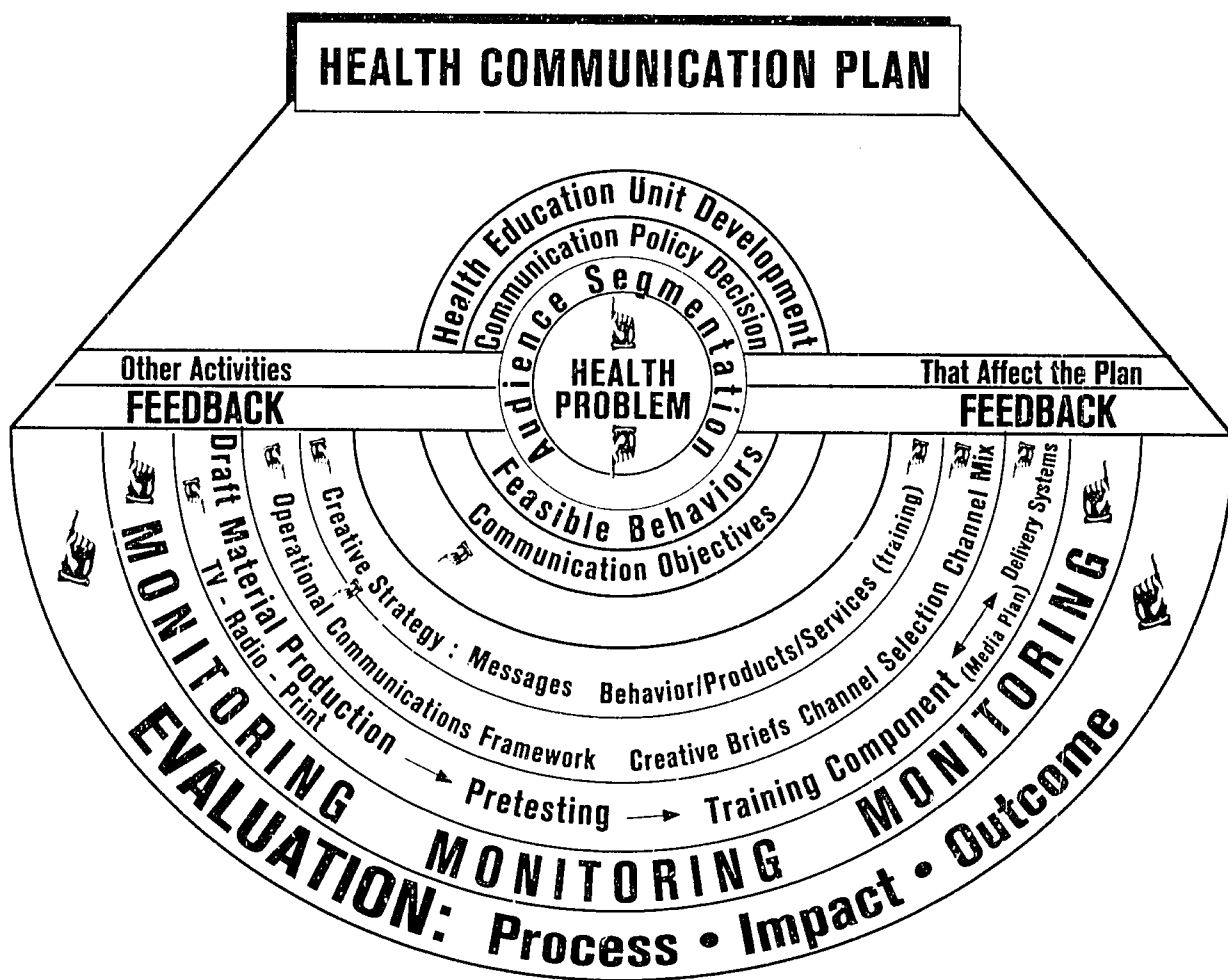 HEALTH COMMUNICATION PLAN
Health Education Unit Development
Communication Policy Decision
Audience Segmentation
HEALTH
PROBLEM
Other Activities
That Affect the Plan
FEEDBACK
FEEDBACK
Feasible Behaviors
Communication Objectives
Creative Strategy : Messages Behavior/Products/Services (training)
Operational Communications Framework Creative Briefs Channel Selection Channel Mix
Draft Material Production → Pretesting → Training Component ↔ Delivery Systems
TV - Radio - Print
(Media Plan)
MONITORING MONITORING MONITORING
EVALUATION: Process • Impact • Outcome